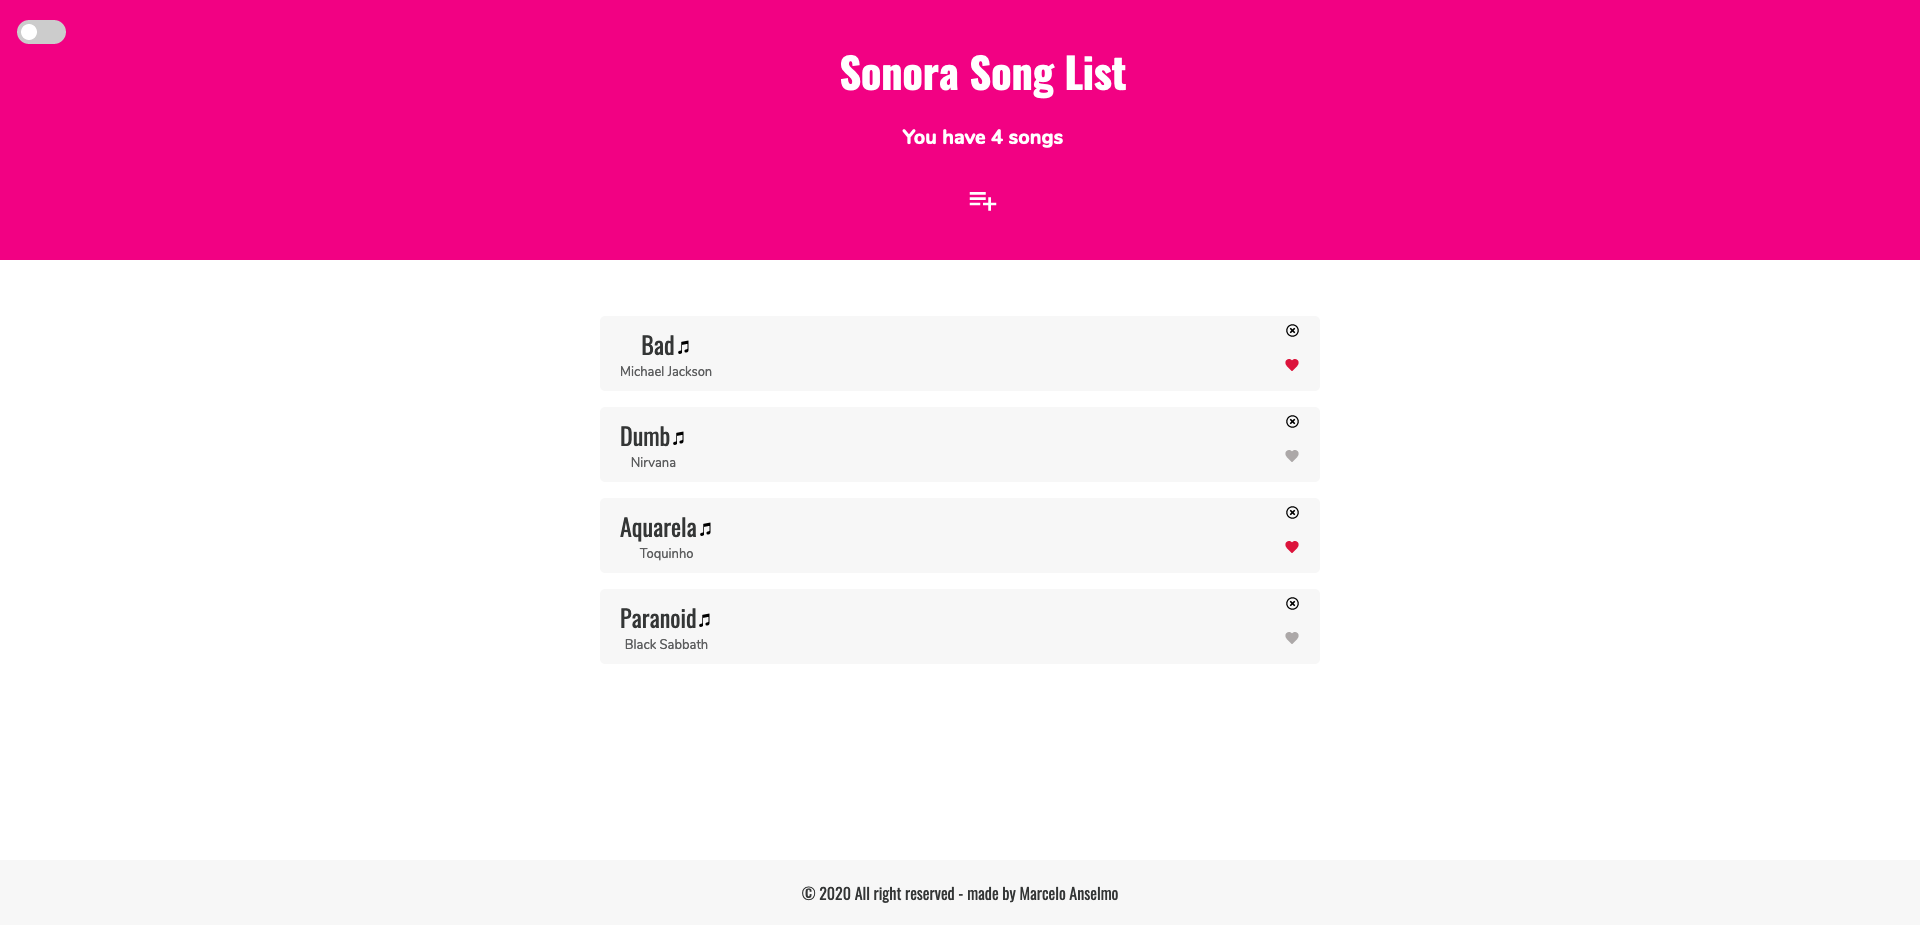 Sonora Song List
You have 4 songs
Bad
Michael Jackson
Dumb
Nirvana
Aquarela
Toquinho
Paranoid
Black Sabbath
© 2020 All right reserved - made by Marcelo Anselmo